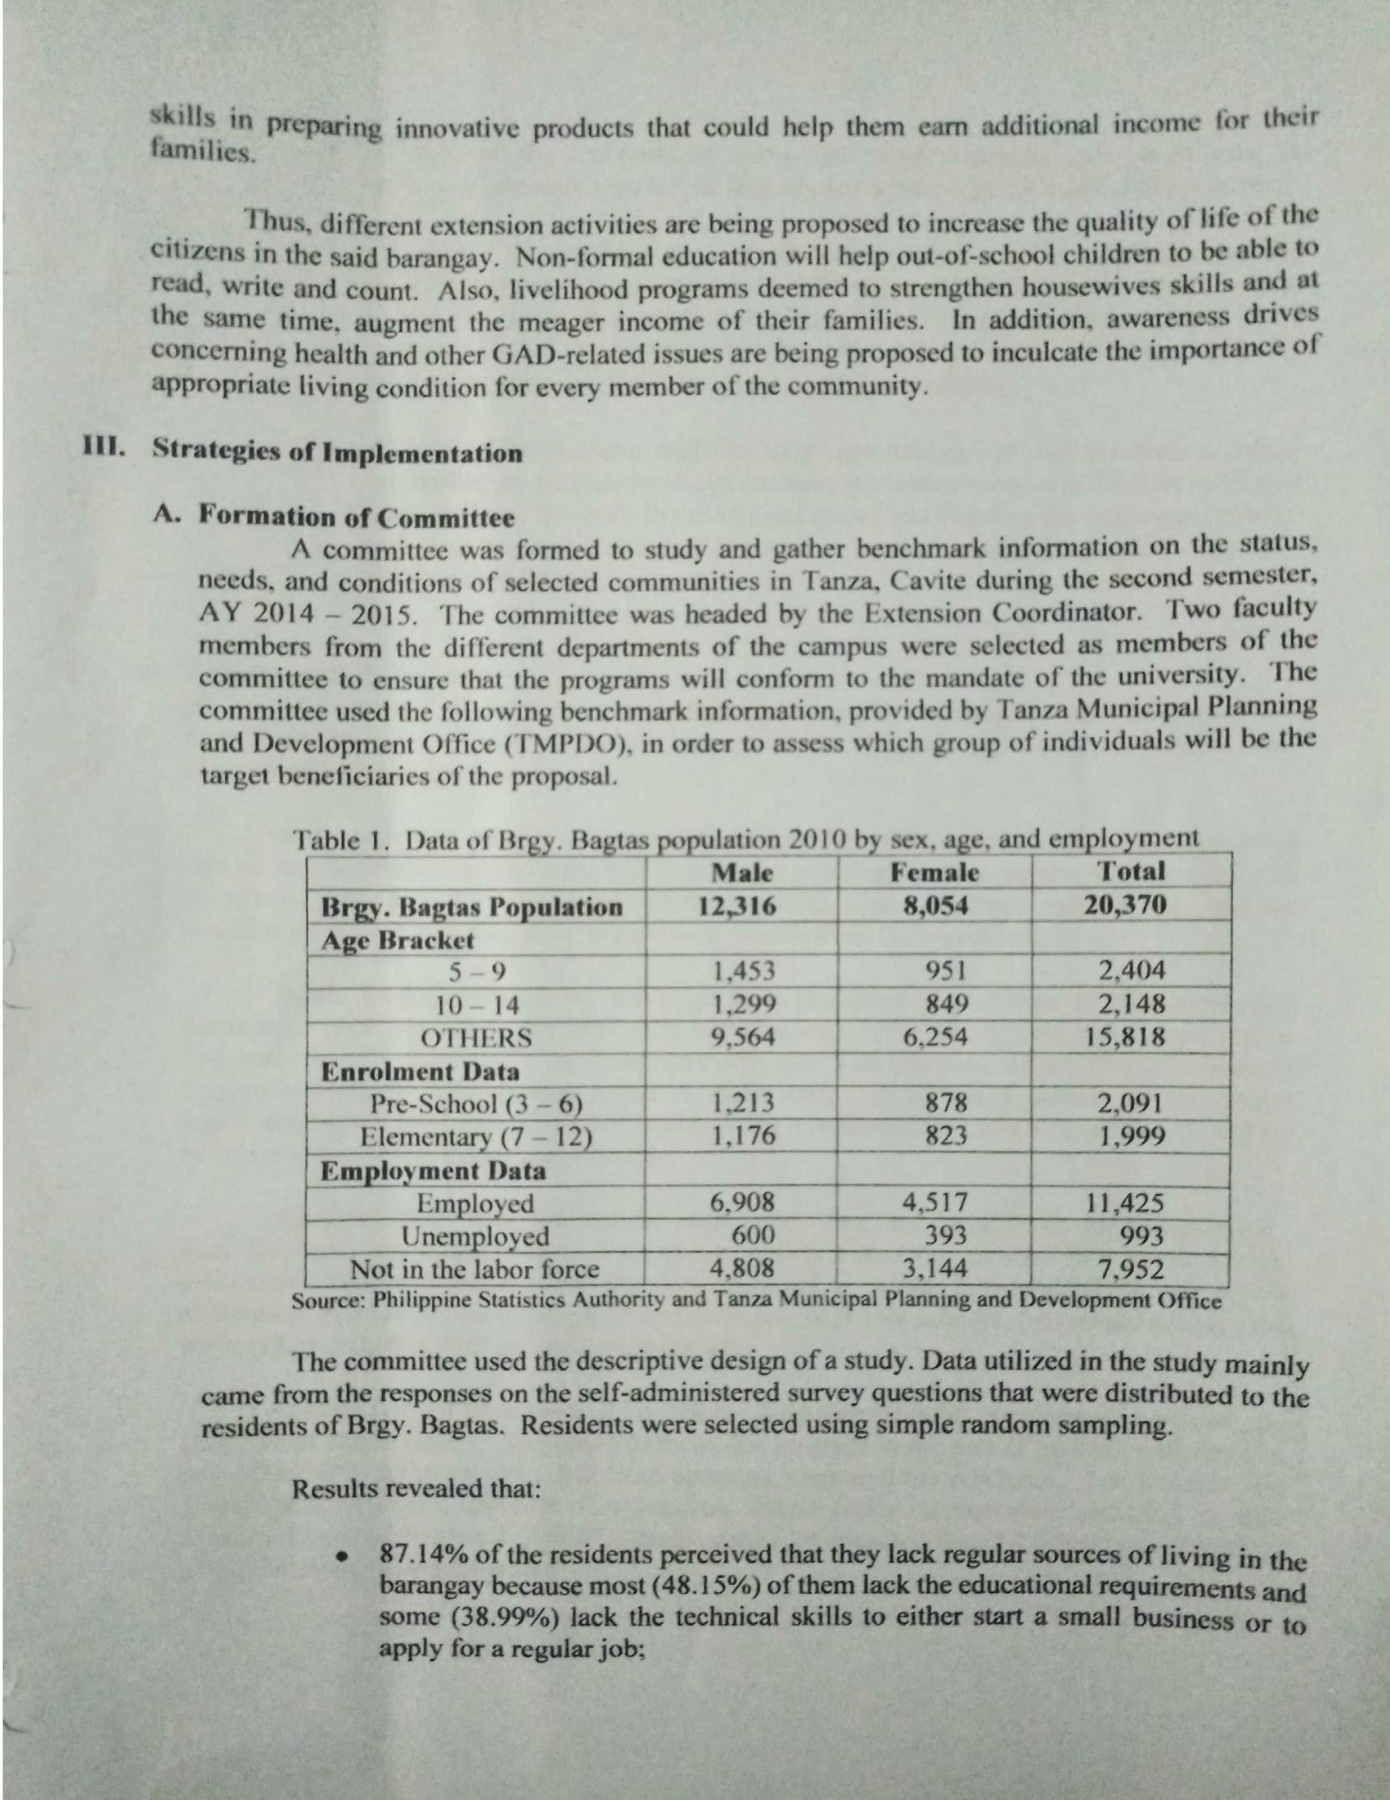 skills in preparing innovative products that could help them earn additional income for their
families.
Thus, different extension activities are being proposed to increase the quality of life of the
citizens in the said barangay. Non-formal education will help out-of-school children to be able to
read, write and count. Also, livelihood programs deemed to strengthen housewives skills and at
the same time, augment the meager income of their families. In addition, awareness drives
concerning health and other GAD-related issues are being proposed to inculcate the importance of
appropriate living condition for every member of the community.
III. Strategies of Implementation
A. Formation of Committee
A committee was formed to study and gather benchmark information on the status,
needs, and conditions of selected communities in Tanza, Cavite during the second semester,
AY 2014 – 2015. The committee was headed by the Extension Coordinator. Two faculty
members from the different departments of the campus were selected as members of the
committee to ensure that the programs will conform to the mandate of the university. The
committee used the following benchmark information, provided by Tanza Municipal Planning
and Development Office (TMPDO), in order to assess which group of individuals will be the
target beneficiaries of the proposal.
Table 1. Data of Brgy. Bagtas population 2010 by sex, age, and employment
Male Female Total
Brgy. Bagtas Population 12,316 8,054 20,370
Age Bracket
5 – 9 1,453 951 2,404
10 – 14 1,299 849 2,148
OTHERS 9,564 6,254 15,818
Enrolment Data
Pre-School (3 – 6) 1,213 878 2,091
Elementary (7 – 12) 1,176 823 1,999
Employment Data
Employed 6,908 4,517 11,425
Unemployed 600 393 993
Not in the labor force 4,808 3,144 7,952
Source: Philippine Statistics Authority and Tanza Municipal Planning and Development Office
The committee used the descriptive design of a study. Data utilized in the study mainly
came from the responses on the self-administered survey questions that were distributed to the
residents of Brgy. Bagtas. Residents were selected using simple random sampling.
Results revealed that:
• 87.14% of the residents perceived that they lack regular sources of living in the
barangay because most (48.15%) of them lack the educational requirements and
some (38.99%) lack the technical skills to either start a small business or to
apply for a regular job;